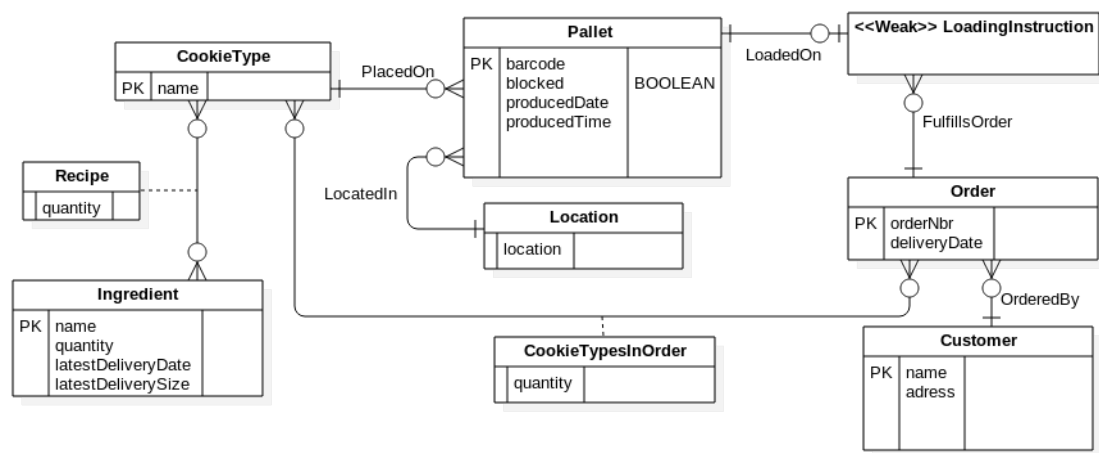 CookieType
PK name
PlacedOn
Pallet
PK barcode
blocked BOOLEAN
producedDate
producedTime
LoadedOn
<<Weak>> LoadingInstruction
FulfillsOrder
Recipe
quantity
LocatedIn
Location
location
Order
PK orderNbr
deliveryDate
OrderedBy
Ingredient
PK name
quantity
latestDeliveryDate
latestDeliverySize
CookieTypesInOrder
quantity
Customer
PK name
adress